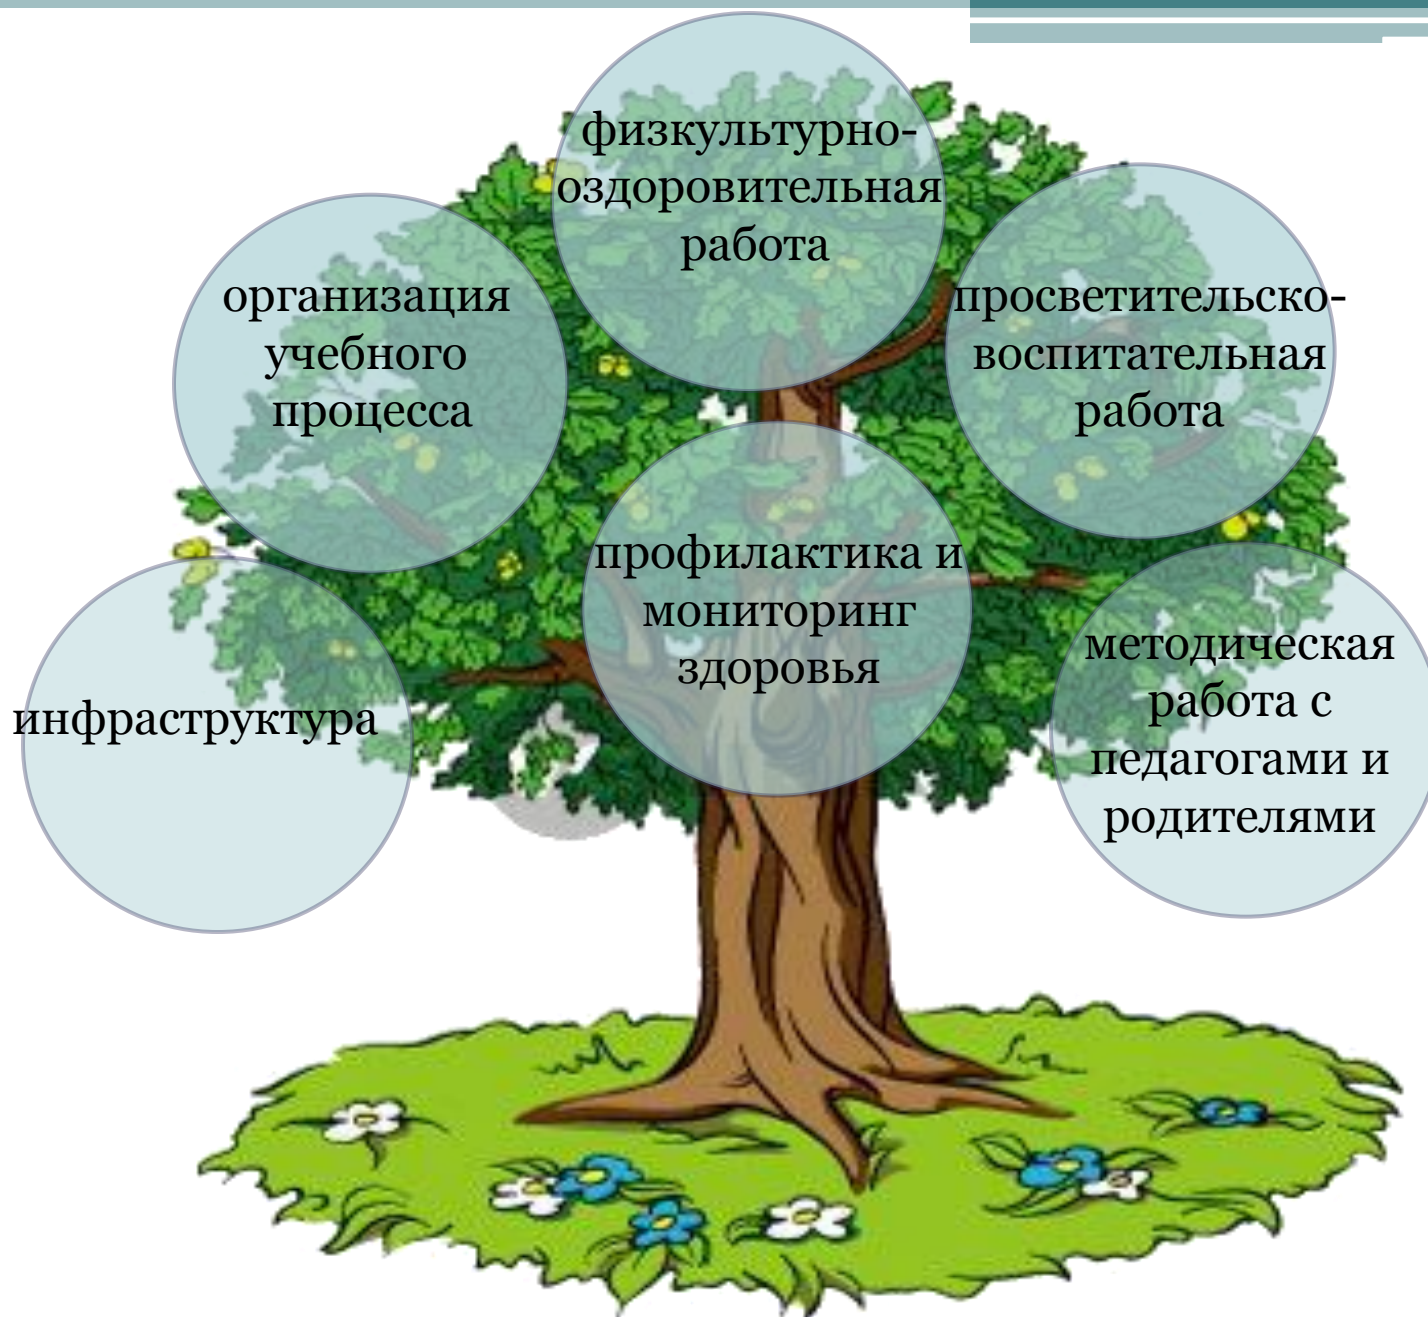 физкультурно-
оздоровительная
работа
организация
учебного
процесса
просветительско-
воспитательная
работа
профилактика и
мониторинг
здоровья
инфраструктура
методическая
работа с
педагогами и
родителями